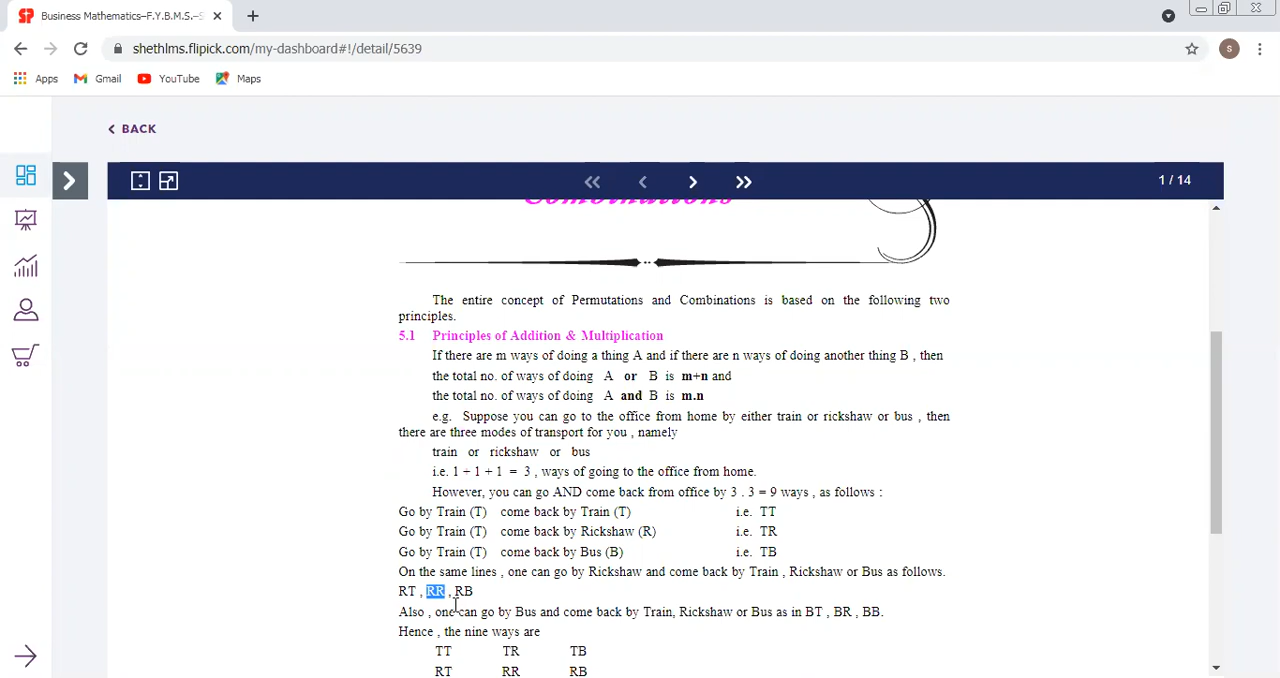 Business Mathematics–F.Y.B.M.S.–S
shethlms.flipick.com/my-dashboard#!/detail/5639
S
Apps Gmail YouTube Maps
BACK
1 / 14
Combinations
The entire concept of Permutations and Combinations is based on the following two
principles.
5.1 Principles of Addition & Multiplication
If there are m ways of doing a thing A and if there are n ways of doing another thing B , then
the total no. of ways of doing A or B is m+n and
the total no. of ways of doing A and B is m.n
e.g. Suppose you can go to the office from home by either train or rickshaw or bus , then
there are three modes of transport for you , namely
train or rickshaw or bus
i.e. 1 + 1 + 1 = 3 , ways of going to the office from home.
However, you can go AND come back from office by 3 . 3 = 9 ways , as follows :
Go by Train (T) come back by Train (T) i.e. TT
Go by Train (T) come back by Rickshaw (R) i.e. TR
Go by Train (T) come back by Bus (B) i.e. TB
On the same lines , one can go by Rickshaw and come back by Train , Rickshaw or Bus as follows.
RT , RR , RB
Also , one can go by Bus and come back by Train, Rickshaw or Bus as in BT , BR , BB.
Hence , the nine ways are
TT TR TB
RT RR RB